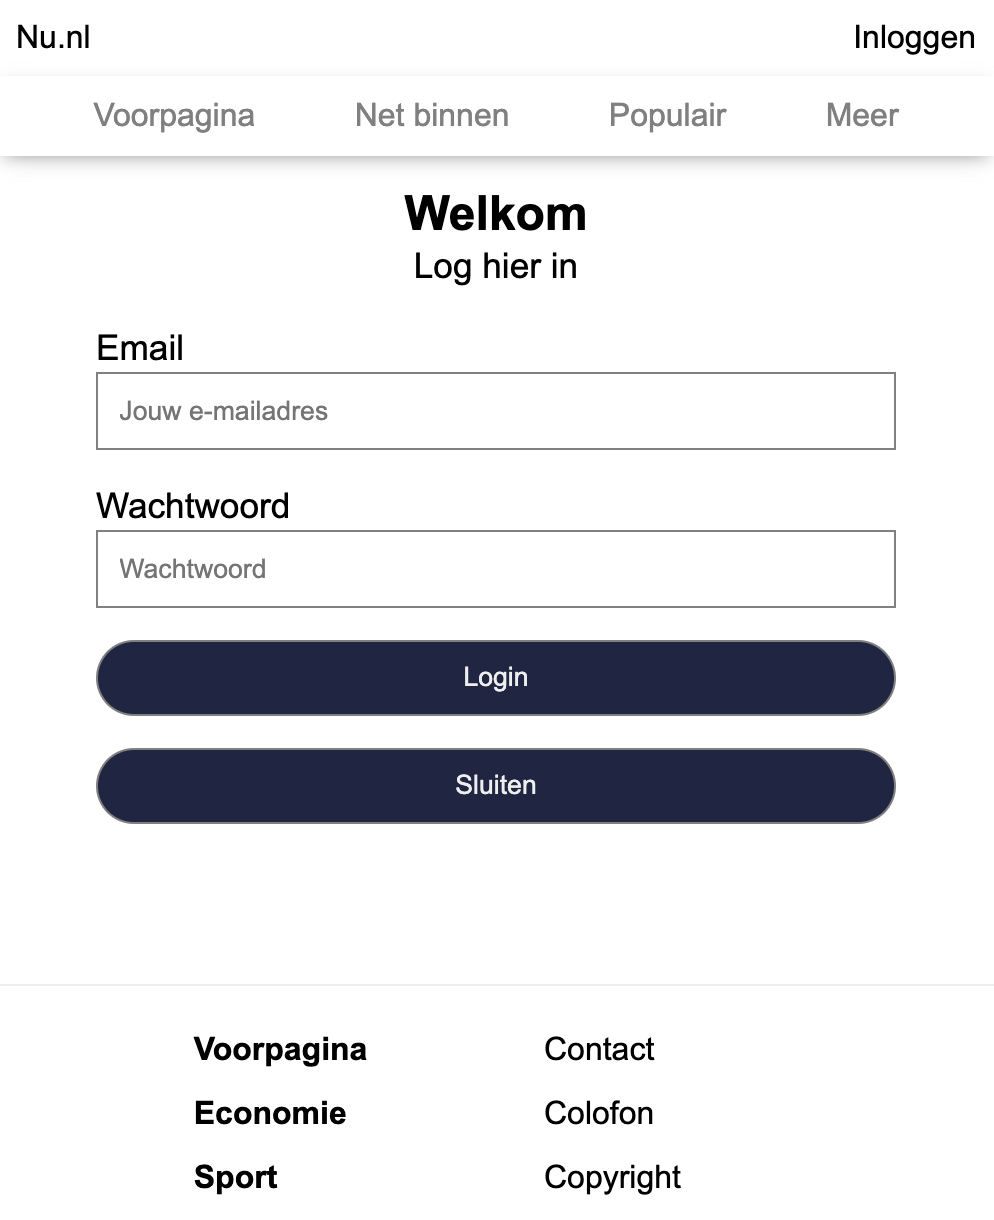 Nu.nl Inloggen
Voorpagina Net binnen Populair Meer
Welkom
Log hier in
Email
Jouw e-mailadres
Wachtwoord
Wachtwoord
Login
Sluiten
Voorpagina Contact
Economie Colofon
Sport Copyright